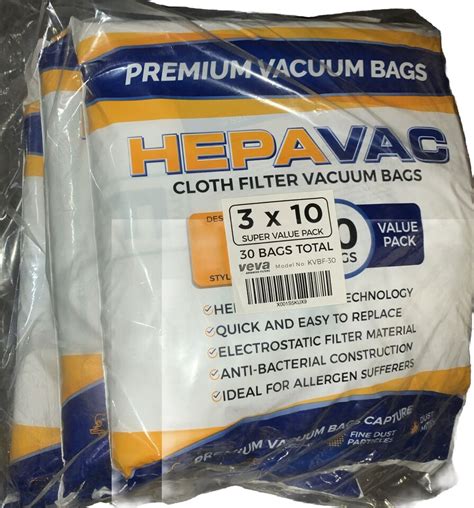 PREMIUM VACUUM BAGS
HEPAVAC
CLOTH FILTER VACUUM BAGS
3 x 10
SUPER VALUE PACK
30 BAGS TOTAL
veva Model No: KVBF-30
X001S5KUX9
VALUE
PACK
QUICK AND EASY TO REPLACE
ELECTROSTATIC FILTER MATERIAL
ANTI-BACTERIAL CONSTRUCTION
IDEAL FOR ALLERGEN SUFFERERS
PREMIUM VACUUM BAGS CAPTURE
FINE DUST
PARTICLES